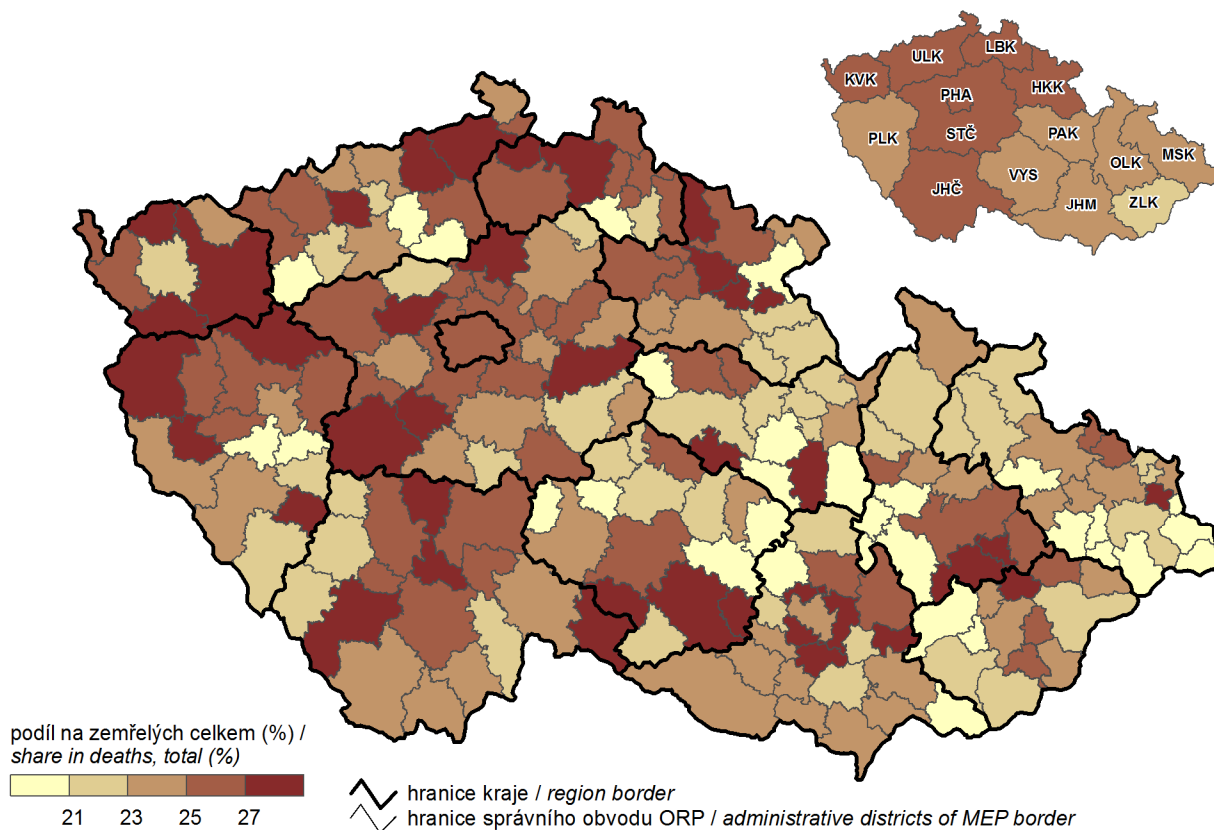 LBK
ULK
KVK
HKK
PHA
PLK
STČ
PAK
MSK
OLK
VYS
JHČ
ZLK
JHM
podíl na zemřelých celkem (%) /
share in deaths, total (%)
21 23 25 27
hranice kraje / region border
hranice správního obvodu ORP / administrative districts of MEP border